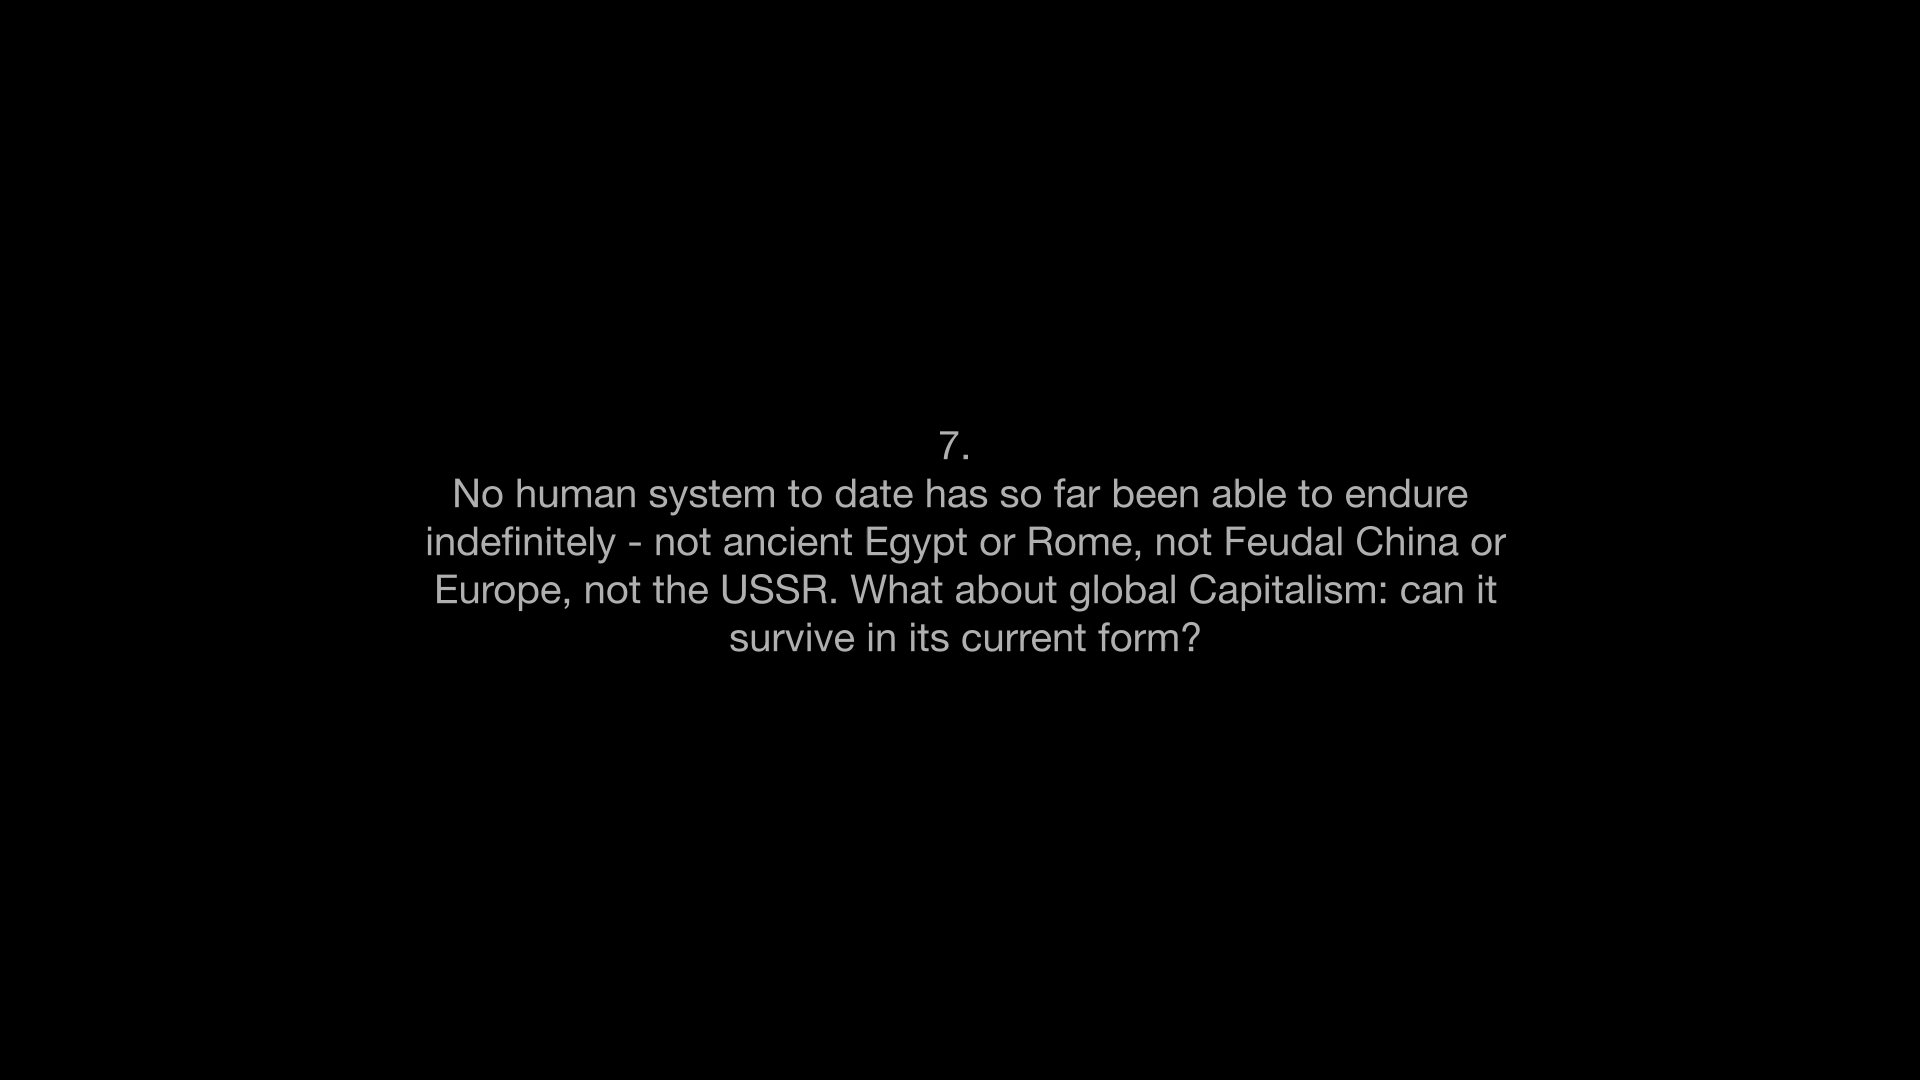 7.
No human system to date has so far been able to endure
indefinitely - not ancient Egypt or Rome, not Feudal China or
Europe, not the USSR. What about global Capitalism: can it
survive in its current form?